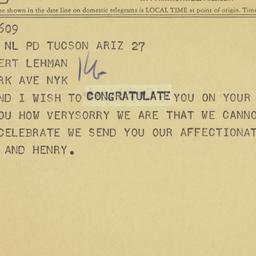 me shown in the date line on domestic telegrams is LOCAL TIME at point of origin. Time
609
NL PD TUCSON ARIZ 27
ERT LEHMAN
RK AVE NYK
ND I WISH TO CONGRATULATE YOU ON YOUR
OU HOW VERYSORRY WE ARE THAT WE CANNO
CELEBRATE WE SEND YOU OUR AFFECTIONAT
AND HENRY.